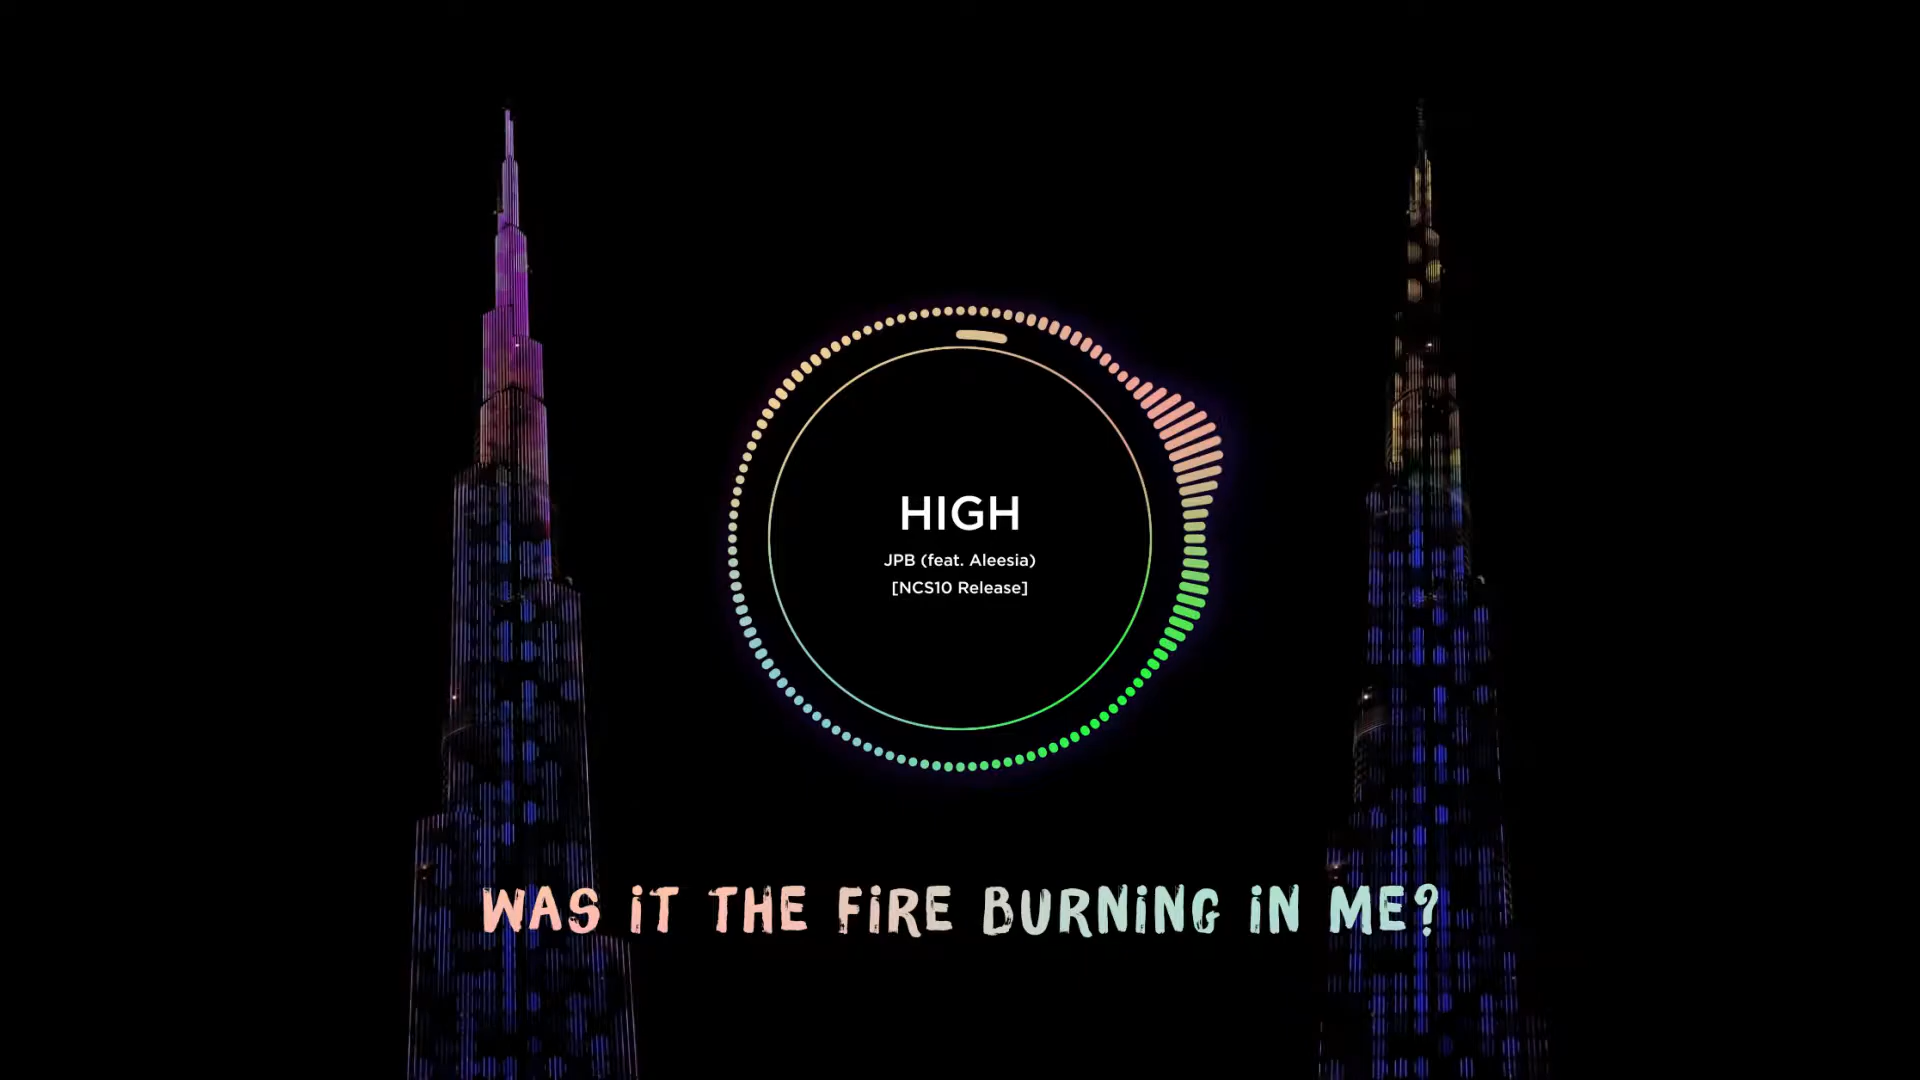 HIGH
JPB (feat. Aleesia)
[NCS10 Release]
WAS iT THE FiRE BURNiNG iN ME?